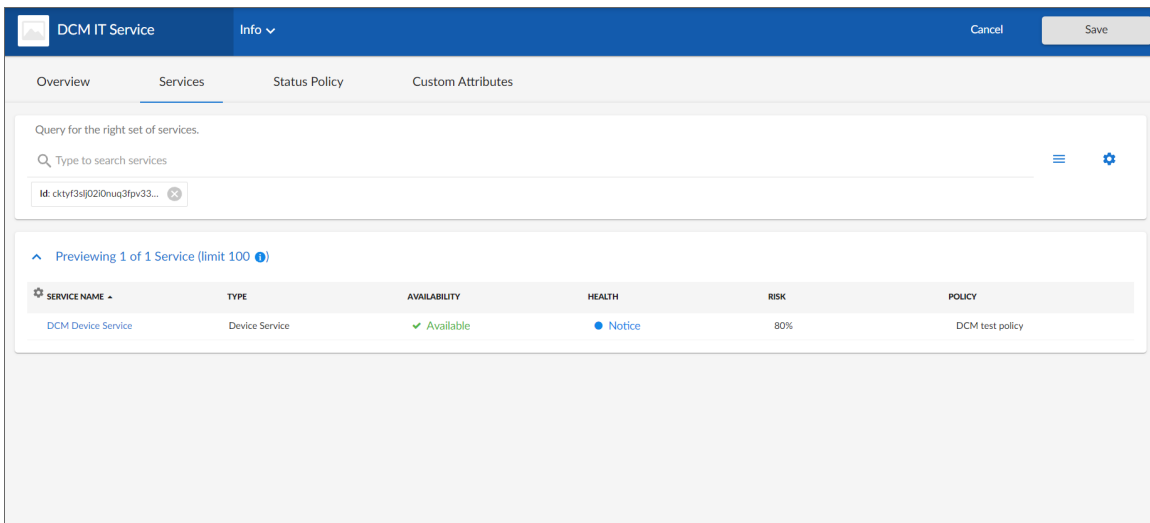 DCM IT Service Info Cancel Save
Overview Services Status Policy Custom Attributes
Query for the right set of services.
Type to search services
Id: cktyf3slj02i0nuq3fpv33...
Previewing 1 of 1 Service (limit 100 )
SERVICE NAME TYPE AVAILABILITY HEALTH RISK POLICY
DCM Device Service Device Service Available Notice 80% DCM test policy